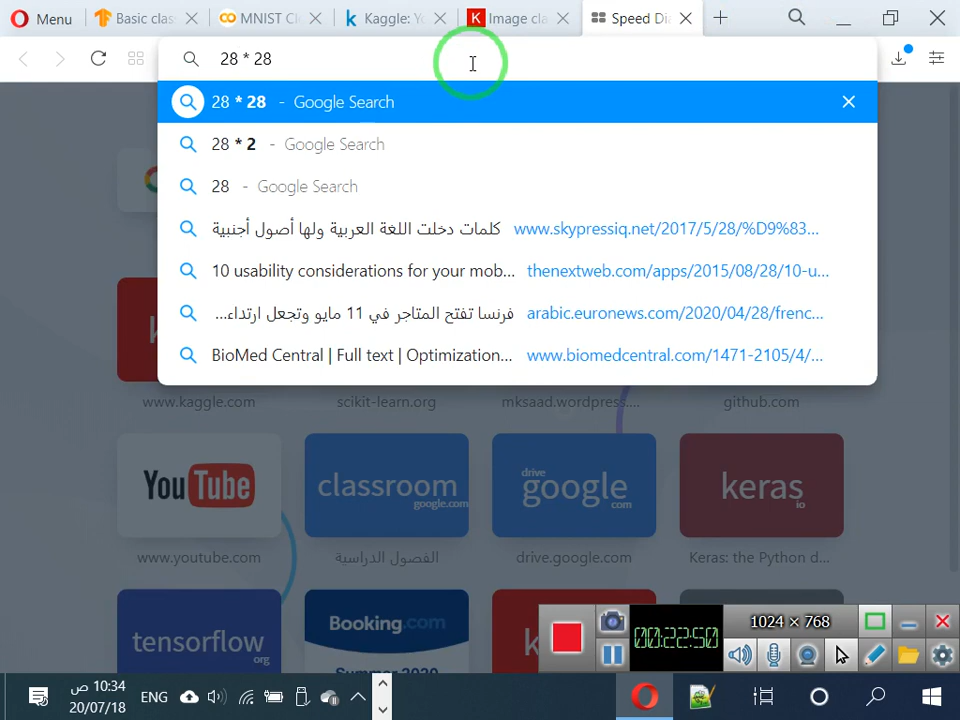 Menu
Basic clas
MNIST Cl
Kaggle: Yo
Image cla
Speed Di
28 * 28
28 * 28 - Google Search
28 * 2 - Google Search
28 - Google Search
كلمات دخلت اللغة العربية ولها أصول أجنبية www.skypressiq.net/2017/5/28/%D9%83...
10 usability considerations for your mob... thenextweb.com/apps/2015/08/28/10-u...
فرنسا تفتح المتاجر في 11 مايو وتجعل ارتداء... arabic.euronews.com/2020/04/28/frenc...
BioMed Central | Full text | Optimization... www.biomedcentral.com/1471-2105/4/...
www.kaggle.com
scikit-learn.org
mksaad.wordpress....
github.com
YouTube
classroom
google.com
drive
google
com
keras
io
www.youtube.com
الفصول الدراسية
drive.google.com
Keras: the Python d...
tensorflow
org
Booking.com
Summer 2020
00:22:50
1024 × 768
10:34 ص
ENG
20/07/18